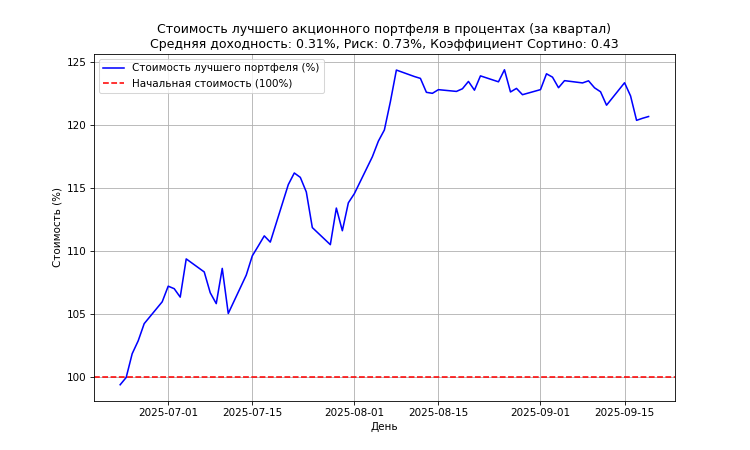 Стоимость лучшего акционного портфеля в процентах (за квартал)
Средняя доходность: 0.31%, Риск: 0.73%, Коэффициент Сортино: 0.43
Стоимость лучшего портфеля (%)
Начальная стоимость (100%)
Стоимость (%)
125
120
115
110
105
100
2025-07-01 2025-07-15 2025-08-01 2025-08-15 2025-09-01 2025-09-15
День